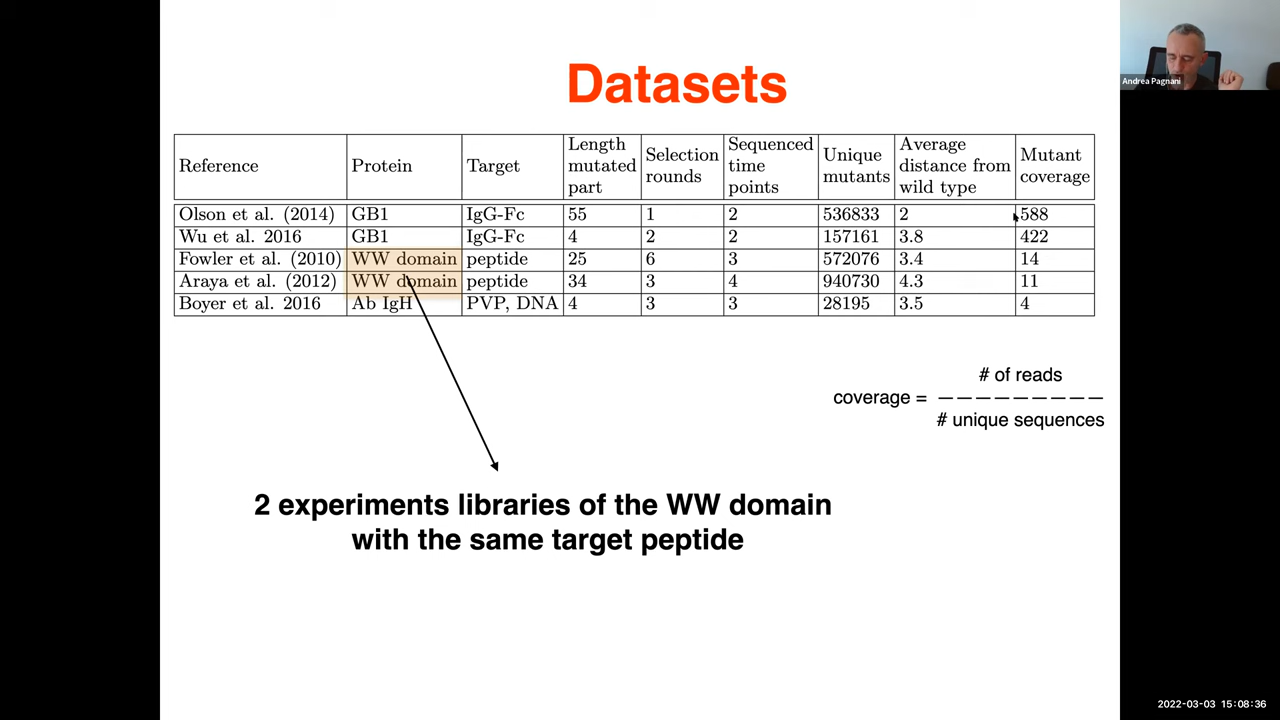 Andrea Pagnani
Datasets
Reference Protein Target Length mutated part Selection rounds Sequenced time points Unique mutants Average distance from wild type Mutant coverage
Olson et al. (2014) GB1 IgG-Fc 55 1 2 536833 2 588
Wu et al. 2016 GB1 IgG-Fc 4 2 2 157161 3.8 422
Fowler et al. (2010) WW domain peptide 25 6 3 572076 3.4 14
Araya et al. (2012) WW domain peptide 34 3 4 940730 4.3 11
Boyer et al. 2016 Ab IgH PVP, DNA 4 3 3 28195 3.5 4
# of reads
coverage = — — — — — — — — —
# unique sequences
2 experiments libraries of the WW domain
with the same target peptide
2022-03-03 15:08:36